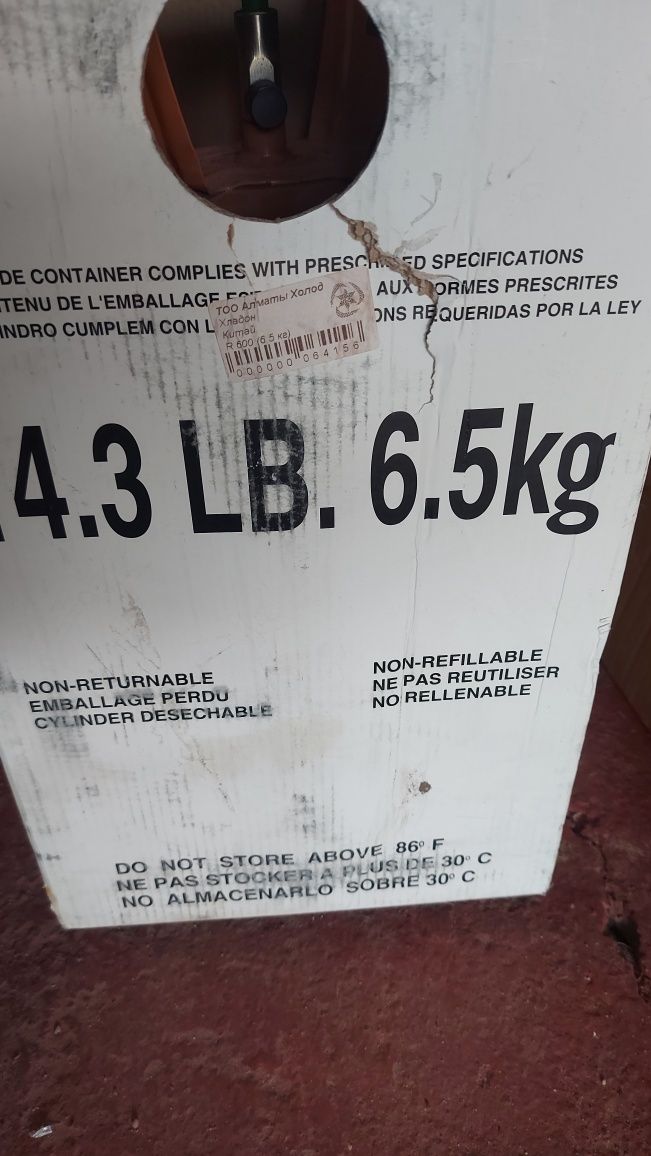 DE CONTAINER COMPLIES WITH PRESCRIBED SPECIFICATIONS
TENU DE L'EMBALLAGE AUX NORMES PRESCRITES
INDRO CUMPLEM CON REQUERIDAS POR LA LEY
ТОО Алматы Холод
Хладон
Китай
R 600 (6.5 кг)
000000 064156
4.3 LB. 6.5kg
NON-RETURNABLE
EMBALLAGE PERDU
CYLINDER DESECHABLE
NON-REFILLABLE
NE PAS REUTILISER
NO RELLENABLE
DO NOT STORE ABOVE 86° F
NE PAS STOCKER A PLUS DE 30° C
NO ALMACENARLO SOBRE 30° C